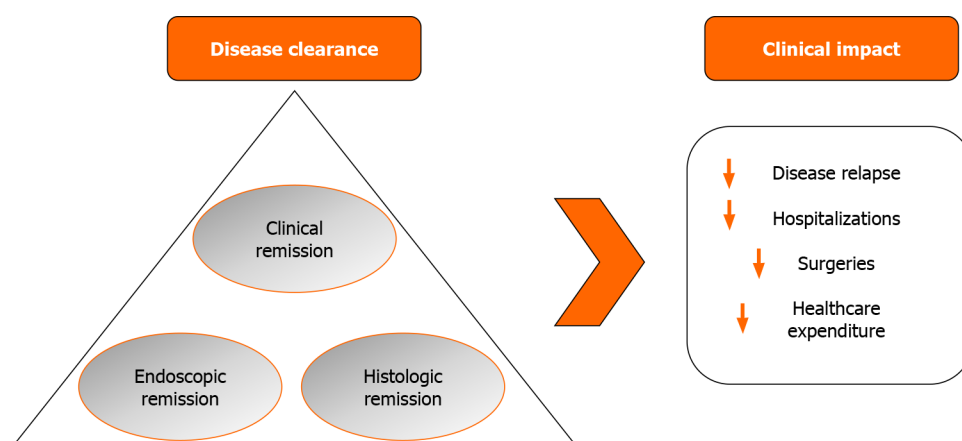 Disease clearance
Clinical impact
Clinical
remission
Endoscopic
remission
Histologic
remission
Disease relapse
Hospitalizations
Surgeries
Healthcare
expenditure